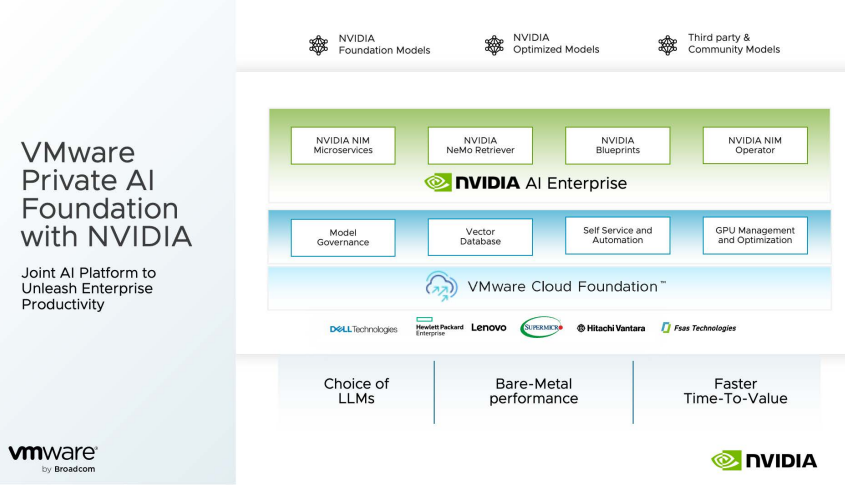 VMware
Private AI
Foundation
with NVIDIA
Joint AI Platform to
Unleash Enterprise
Productivity
vmware®
by Broadcom
NVIDIA
Foundation Models
NVIDIA
Optimized Models
Third party &
Community Models
NVIDIA NIM
Microservices
NVIDIA
NeMo Retriever
NVIDIA
Blueprints
NVIDIA NIM
Operator
NVIDIA AI Enterprise
Model
Governance
Vector
Database
Self Service and
Automation
GPU Management
and Optimization
VMware Cloud Foundation™
DELL Technologies
Hewlett Packard
Enterprise
Lenovo
SUPERMICRO
Hitachi Vantara
Fsas Technologies
Choice of
LLMs
Bare-Metal
performance
Faster
Time-To-Value
NVIDIA